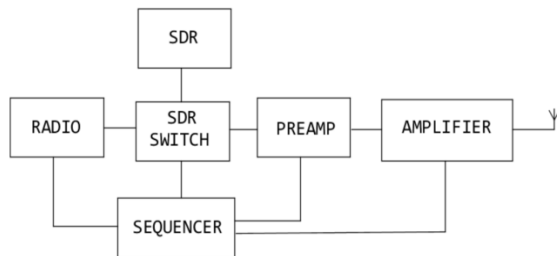 SDR
RADIO
SDR
SWITCH
PREAMP
AMPLIFIER
SEQUENCER